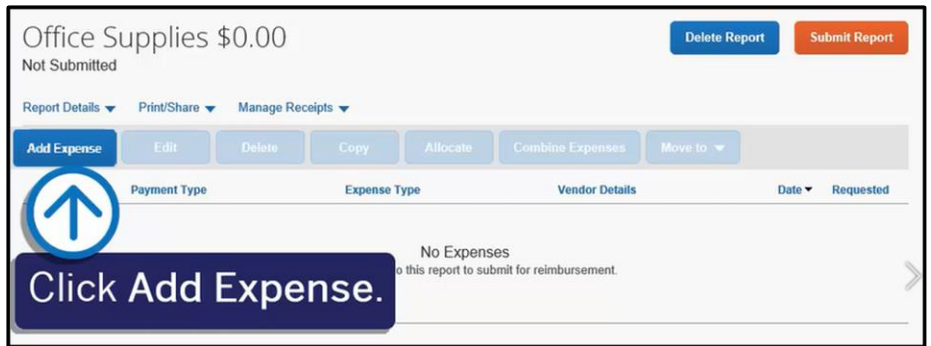 Office Supplies $0.00
Delete Report
Submit Report
Not Submitted
Report Details
Print/Share
Manage Receipts
Add Expense
Edit
Delete
Copy
Allocate
Combine Expenses
Move to
Payment Type
Expense Type
Vendor Details
Date
Requested
No Expenses
this report to submit for reimbursement.
Click Add Expense.